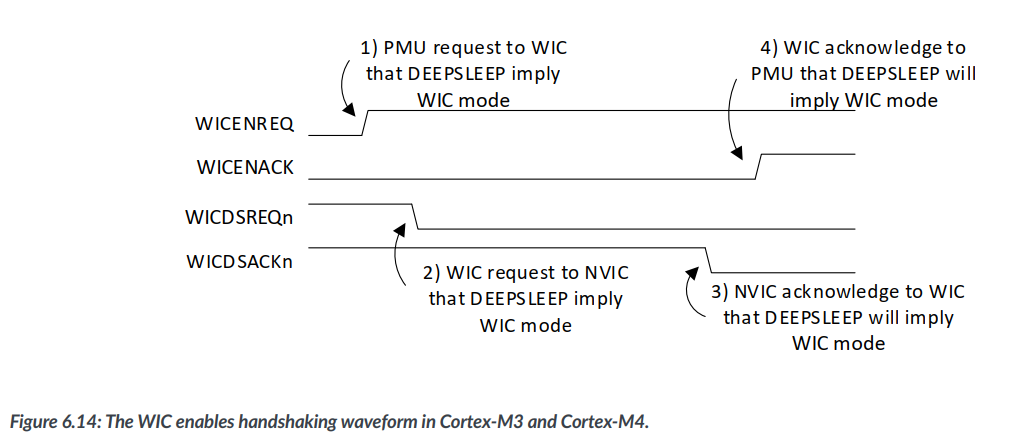 1) PMU request to WIC
that DEEPSLEEP imply
WIC mode
4) WIC acknowledge to
PMU that DEEPSLEEP will
imply WIC mode
WICENREQ
WICENACK
WICDSREQn
WICDSACKn
2) WIC request to NVIC
that DEEPSLEEP imply
WIC mode
3) NVIC acknowledge to WIC
that DEEPSLEEP will imply
WIC mode
Figure 6.14: The WIC enables handshaking waveform in Cortex-M3 and Cortex-M4.